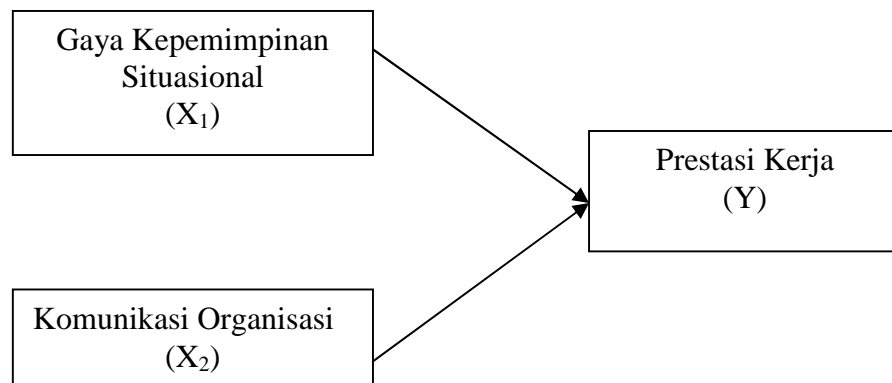 Gaya Kepemimpinan
Situasional
(X₁)
Prestasi Kerja
(Y)
Komunikasi Organisasi
(X₂)